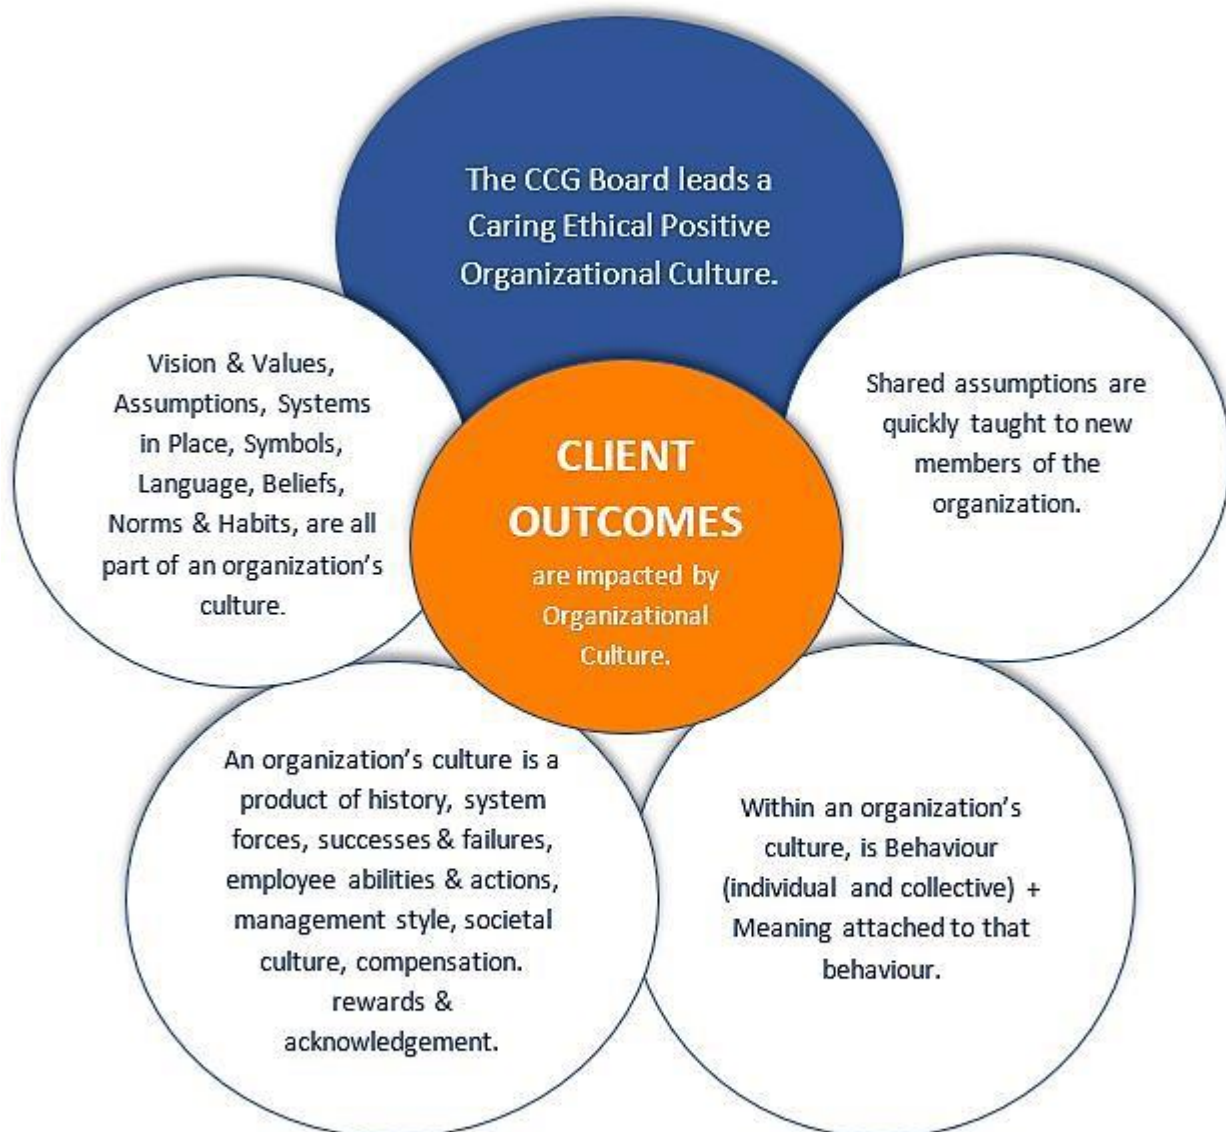 The CCG Board leads a
Caring Ethical Positive
Organizational Culture.
Vision & Values,
Assumptions, Systems
in Place, Symbols,
Language, Beliefs,
Norms & Habits, are all
part of an organization’s
culture.
CLIENT
OUTCOMES
are impacted by
Organizational
Culture.
Shared assumptions are
quickly taught to new
members of the
organization.
An organization’s culture is a
product of history, system
forces, successes & failures,
employee abilities & actions,
management style, societal
culture, compensation.
rewards &
acknowledgement.
Within an organization’s
culture, is Behaviour
(individual and collective) +
Meaning attached to that
behaviour.